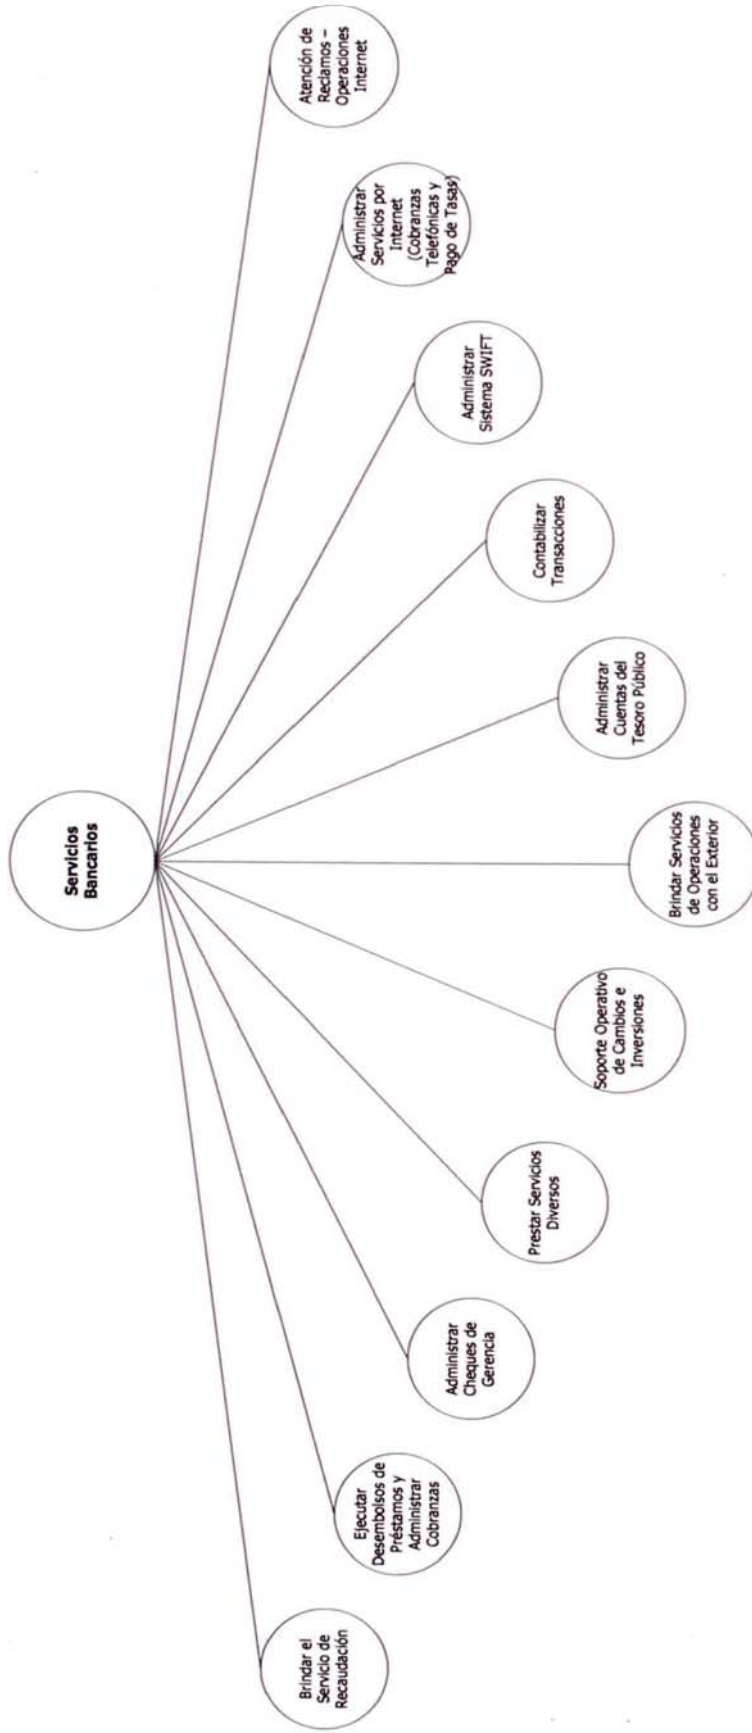 Servicios
Bancarios
Brindar el
Servicio de
Recaudación
Ejecutar
Desembolsos de
Préstamos y
Administrar
Cobranzas
Administrar
Cheques de
Gerencia
Prestar Servicios
Diversos
Soporte Operativo
de Cambios e
Inversiones
Brindar Servicios
de Operaciones
con el Exterior
Administrar
Cuentas del
Tesoro Público
Contabilizar
Transacciones
Administrar
Sistema SWIFT
Administrar
Servicios por
Internet
(Cobranzas
Telefónicas y
Pago de Tasas)
Atención de
Reclamos –
Operaciones
Internet